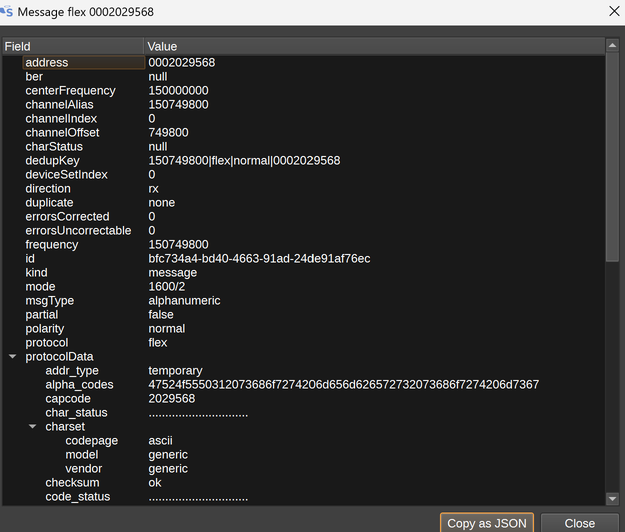 Message flex 0002029568
Field Value
address 0002029568
ber null
centerFrequency 150000000
channelAlias 150749800
channelIndex 0
channelOffset 749800
charStatus null
dedupKey 150749800|flex|normal|0002029568
deviceSetIndex 0
direction rx
duplicate none
errorsCorrected 0
errorsUncorrectable 0
frequency 150749800
id bfc734a4-bd40-4663-91ad-24de91af76ec
kind message
mode 1600/2
msgType alphanumeric
partial false
polarity normal
protocol flex
protocolData
addr_type temporary
alpha_codes 47524f5550312073686f7274206d656d626572732073686f7274206d7367
capcode 2029568
char_status ..............................
charset
codepage ascii
model generic
vendor generic
checksum ok
code_status ..............................
Copy as JSON Close